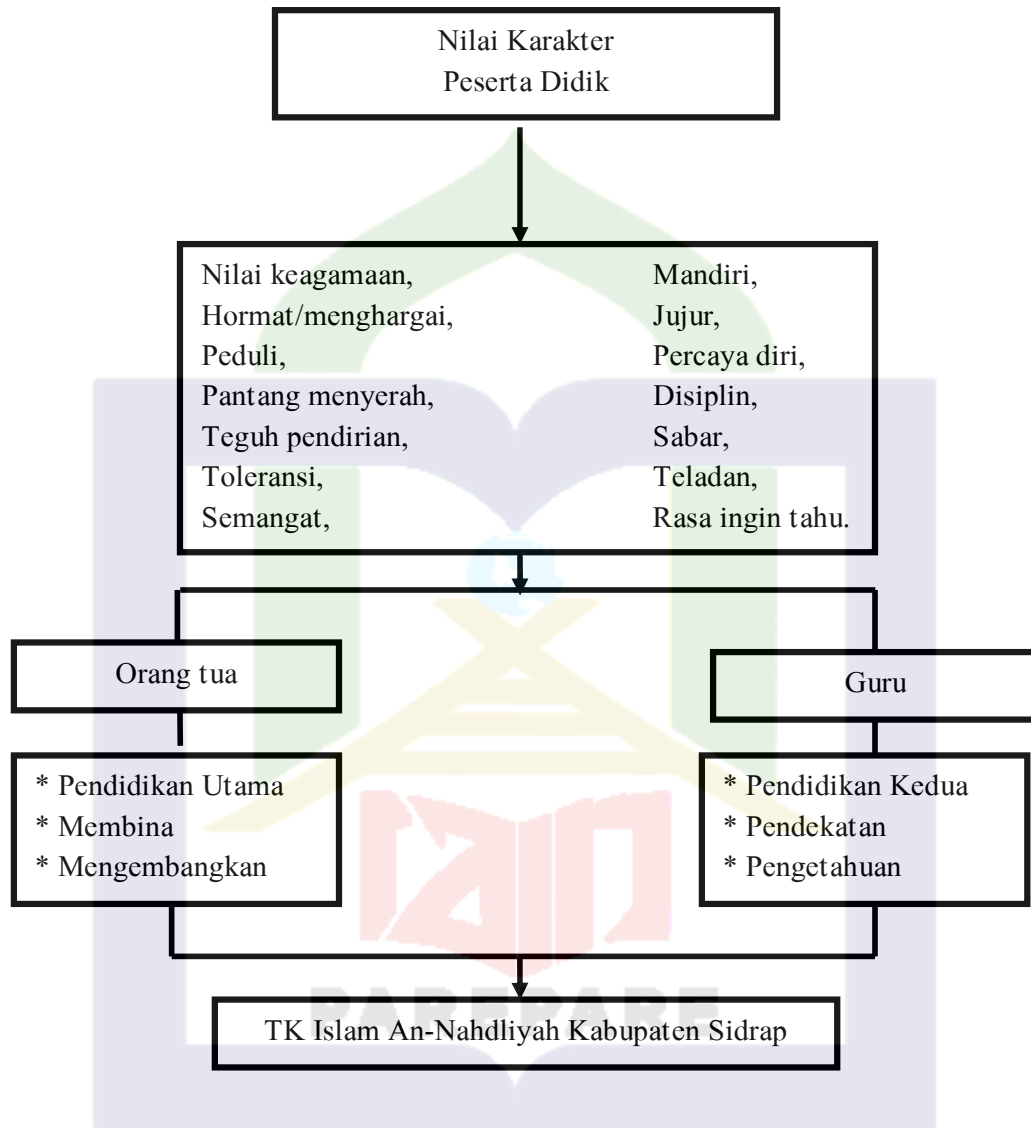 Nilai Karakter
Peserta Didik
Nilai keagamaan,
Hormat/menghargai,
Peduli,
Pantang menyerah,
Teguh pendirian,
Toleransi,
Semangat,
Mandiri,
Jujur,
Percaya diri,
Disiplin,
Sabar,
Teladan,
Rasa ingin tahu.
Orang tua
Guru
* Pendidikan Utama
* Membina
* Mengembangkan
* Pendidikan Kedua
* Pendekatan
* Pengetahuan
iain
PAREPARE
TK Islam An-Nahdliyah Kabupaten Sidrap